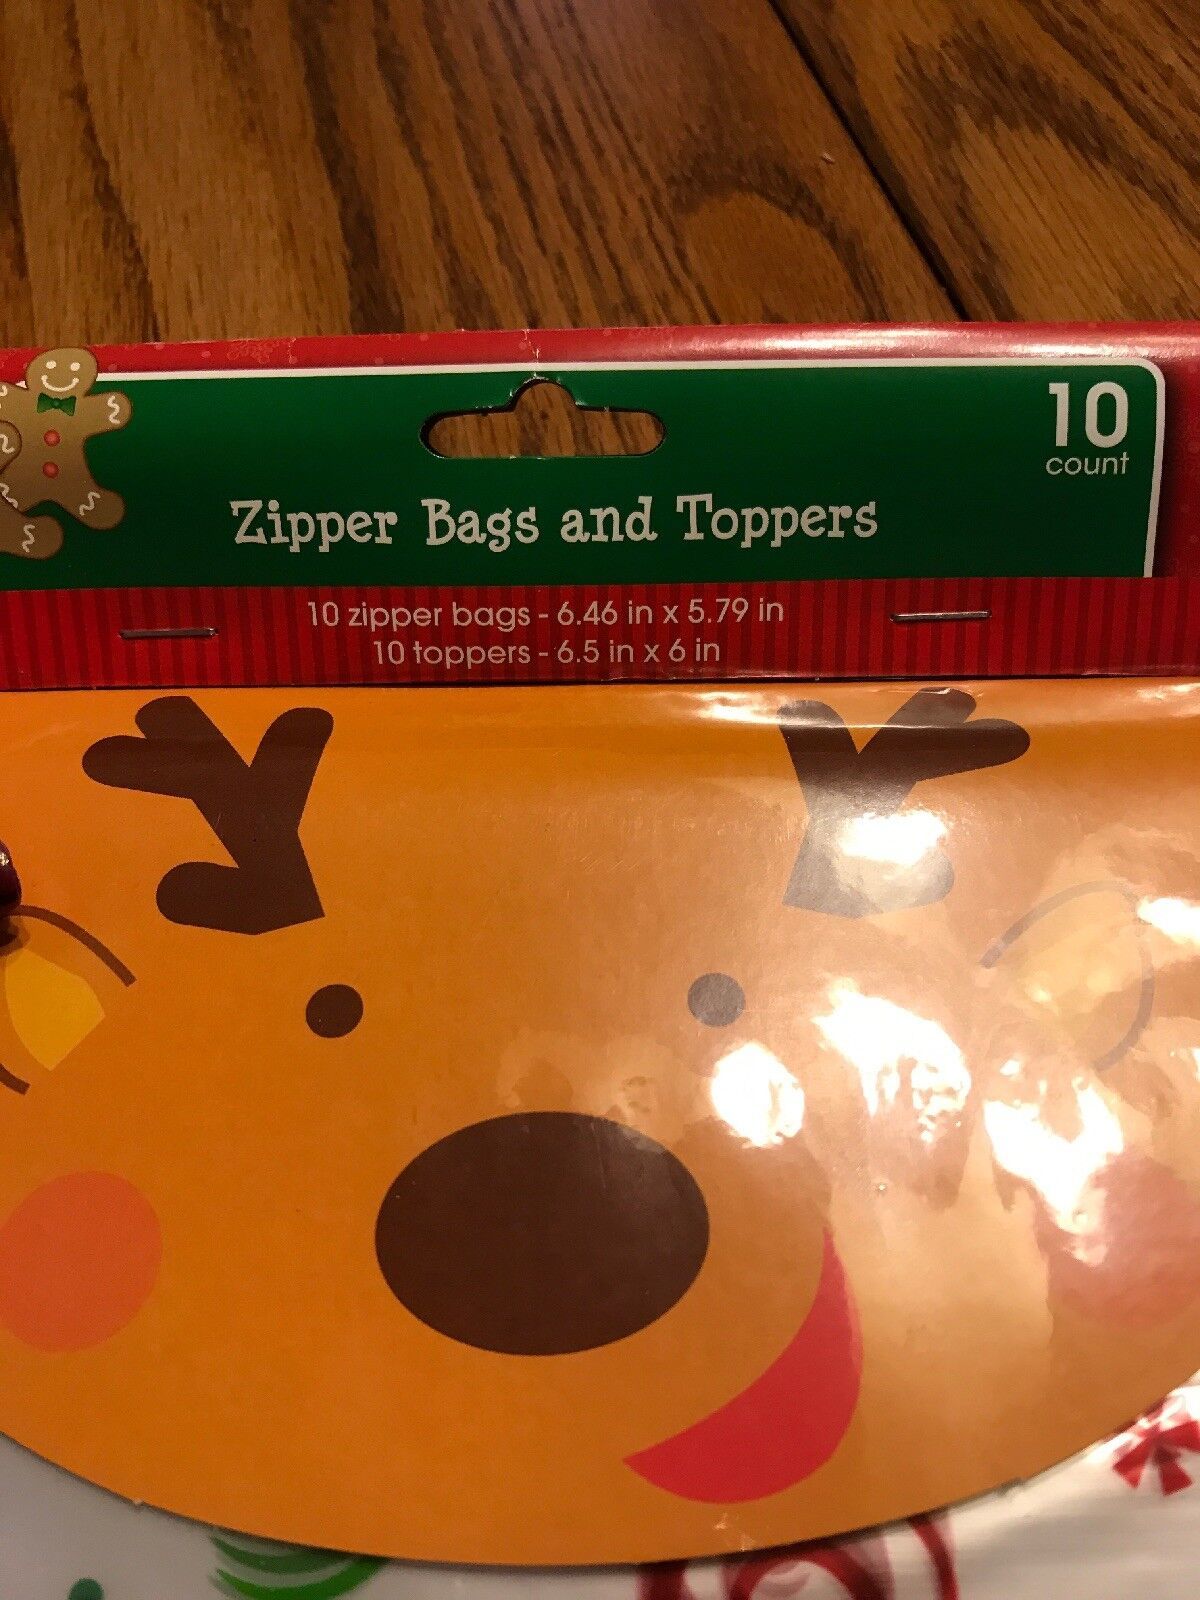 10
count
Zipper Bags and Toppers
10 zipper bags - 6.46 in x 5.79 in
10 toppers - 6.5 in x 6 in